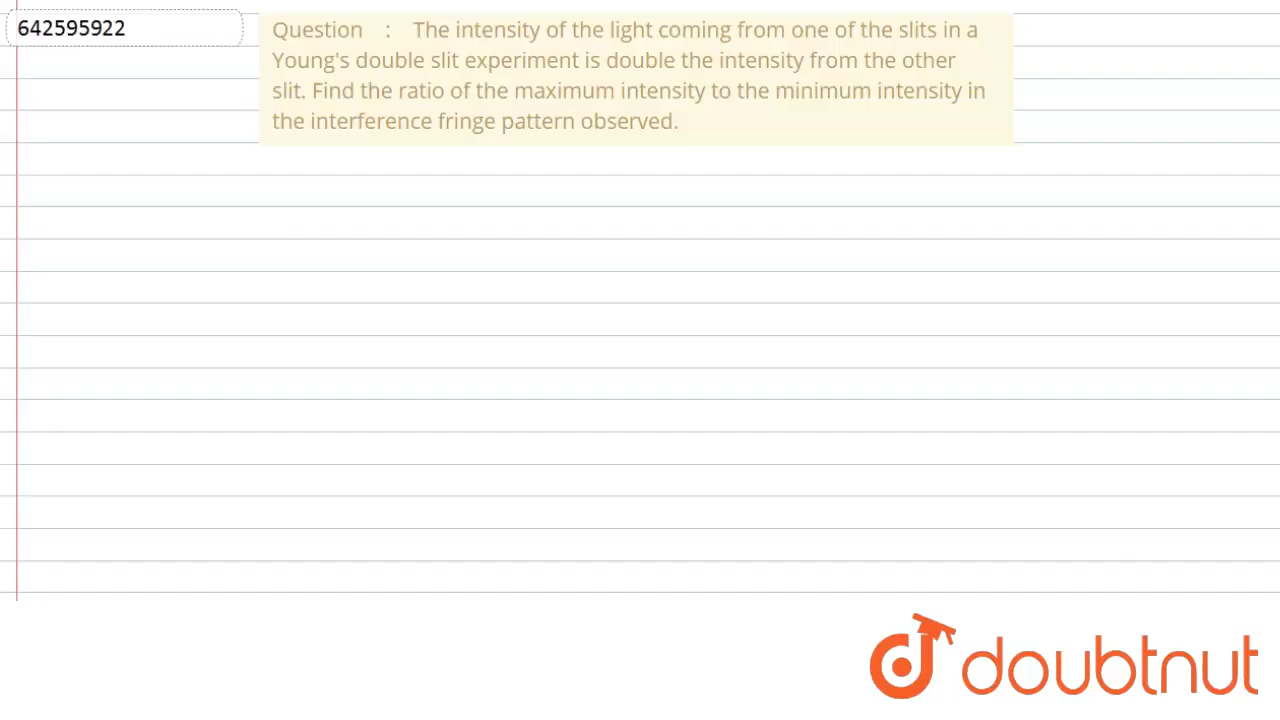 642595922
Question : The intensity of the light coming from one of the slits in a
Young's double slit experiment is double the intensity from the other
slit. Find the ratio of the maximum intensity to the minimum intensity in
the interference fringe pattern observed.
doubtnut